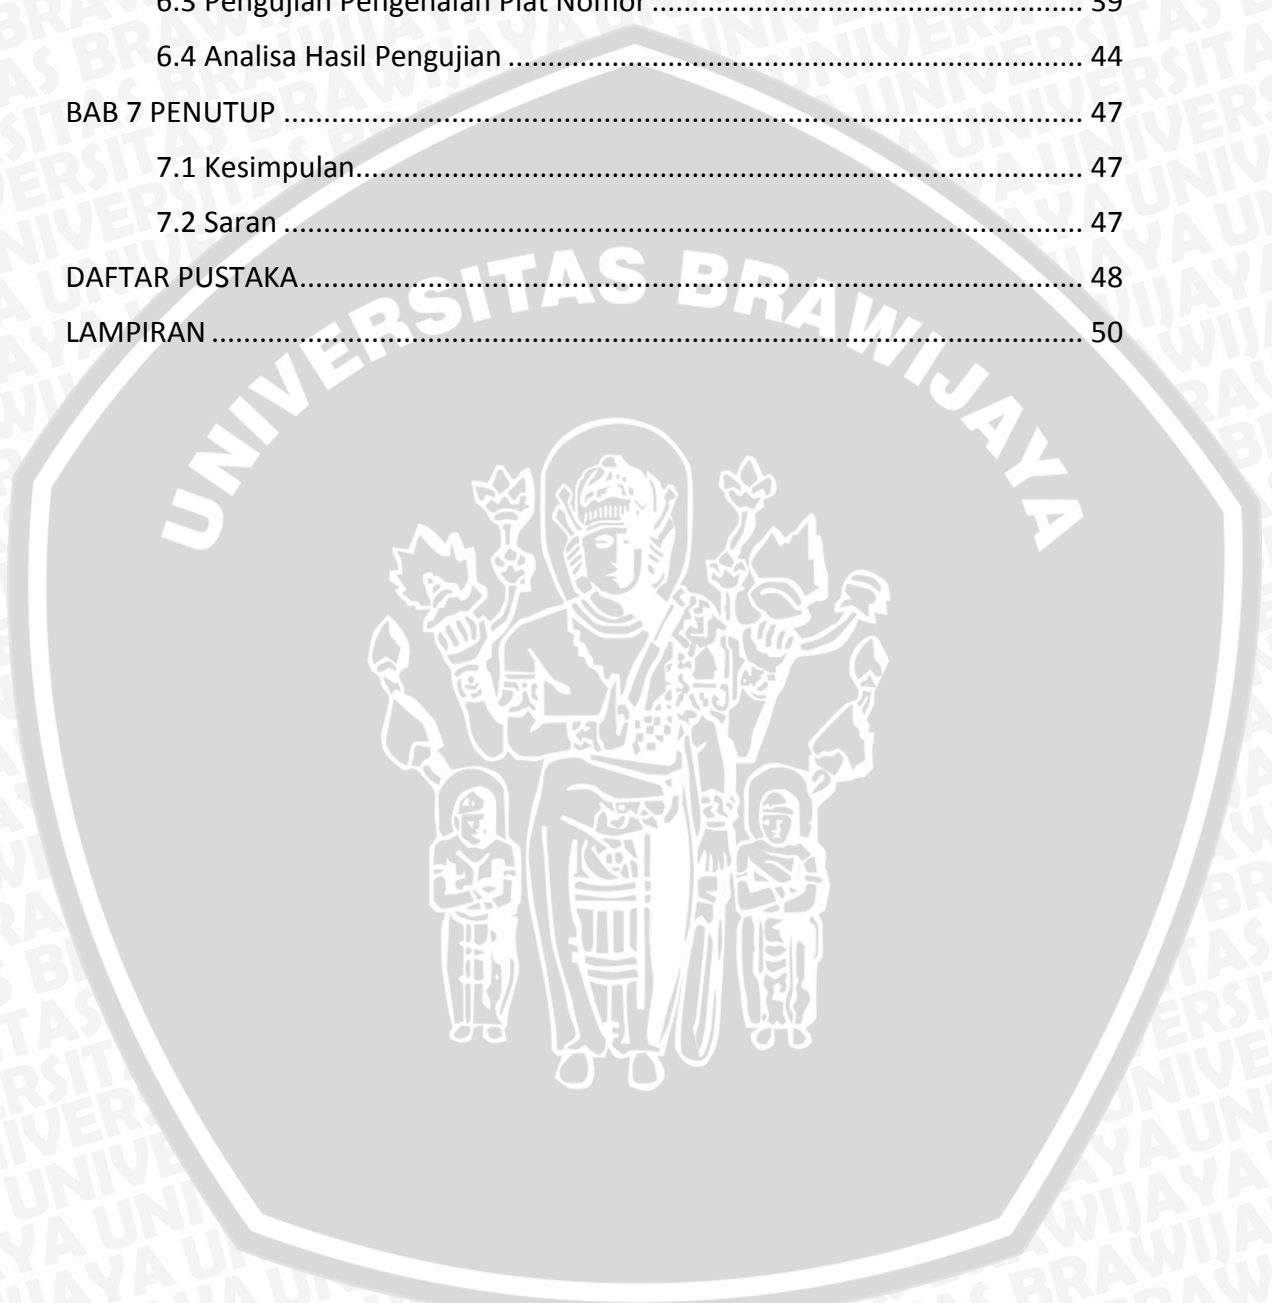 6.3 Pengujian Pengenalan Plat Nomor ...................................................... 39
6.4 Analisa Hasil Pengujian ........................................................................ 44
BAB 7 PENUTUP .................................................................................................... 47
7.1 Kesimpulan........................................................................................... 47
7.2 Saran .................................................................................................... 47
DAFTAR PUSTAKA.................................................................................................. 48
LAMPIRAN ............................................................................................................. 50
UNIVERSITAS BRAWIJAYA